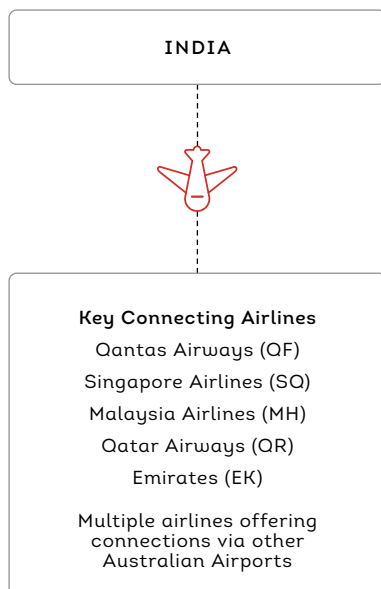 INDIA
Key Connecting Airlines
Qantas Airways (QF)
Singapore Airlines (SQ)
Malaysia Airlines (MH)
Qatar Airways (QR)
Emirates (EK)
Multiple airlines offering
connections via other
Australian Airports